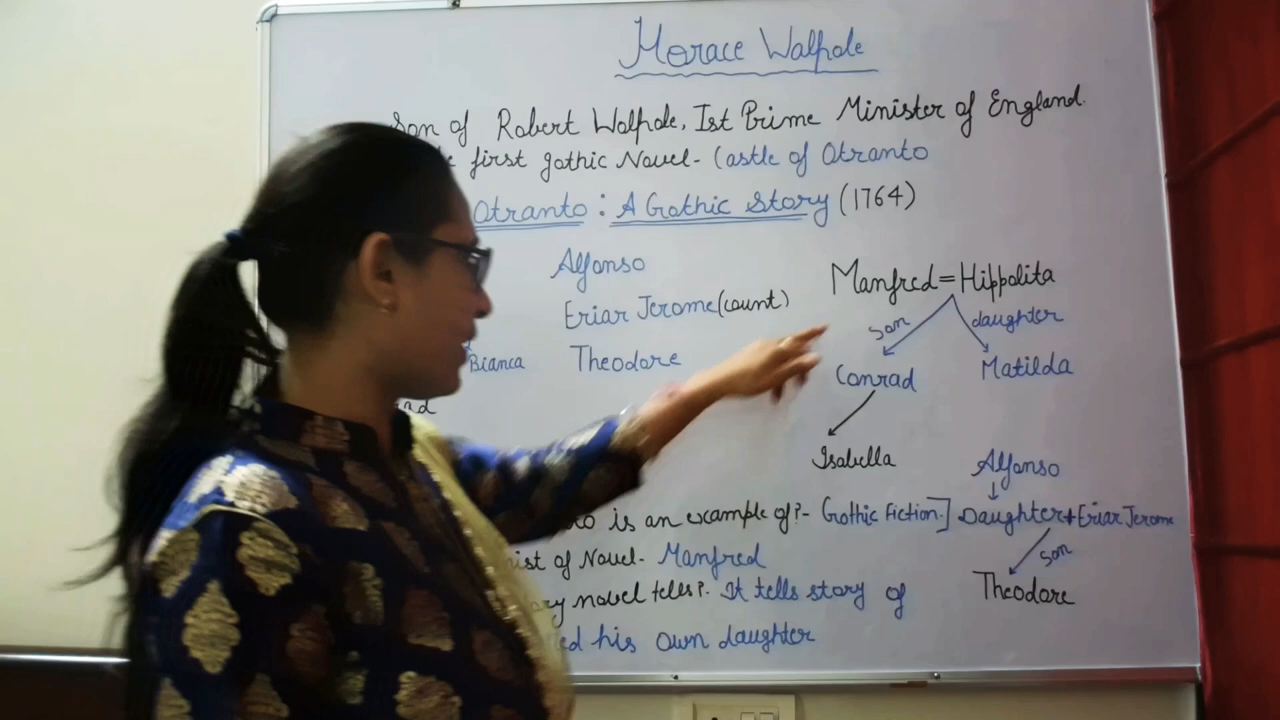 Horace Walpole
Son of Robert Walpole, Ist Prime Minister of England.
first gothic Novel- Castle of Otranto
Otranto : A Gothic Story (1764)
Alfonso
Manfred = Hippolita
Eriar Jerome (count)
son daughter
Bianca Theodore
Conrad Matilda
Isabella
Alfonso
is an example of?- Gothic Fiction] Daughter + Eriar Jerome
of Novel- Manfred
son
novel tells?. It tells story of
Theodore
his own daughter